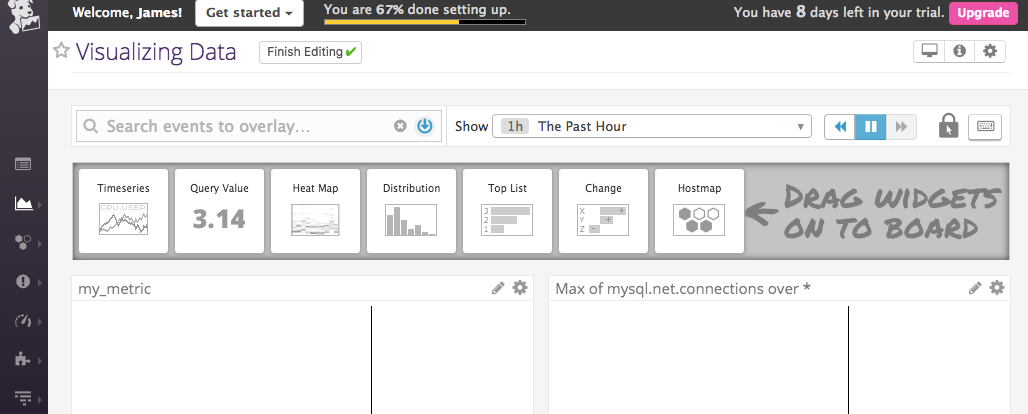 Welcome, James!
Get started
You are 67% done setting up.
You have 8 days left in your trial.
Upgrade
Visualizing Data
Finish Editing
Search events to overlay...
Show
1h The Past Hour
Timeseries
CPU.USER
Query Value
3.14
Heat Map
Distribution
Top List
3
2
1
Change
X +
Y +
Z -
Hostmap
DRAG WIDGETS
ON TO BOARD
my_metric
Max of mysql.net.connections over *